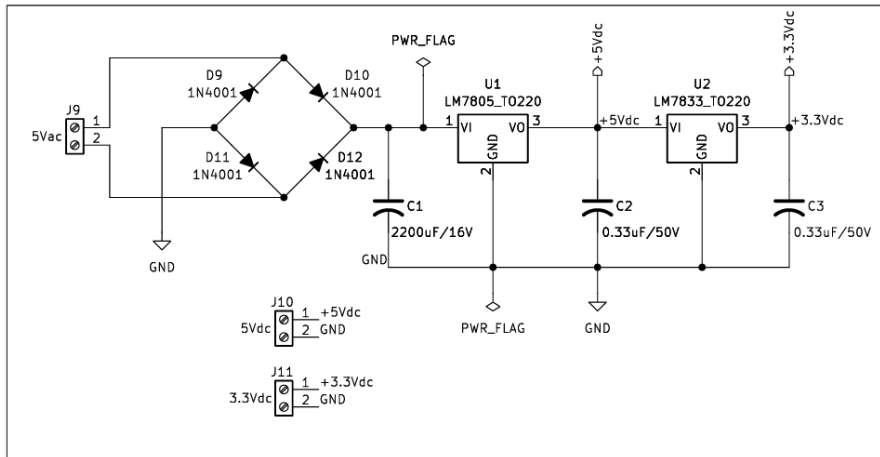 PWR_FLAG
+5Vdc
+3.3Vdc
D9
1N4001
D10
1N4001
U1
LM7805_TO220
U2
LM7833_TO220
J9
5Vac
1
2
1
VI
VO
3
+5Vdc
1
VI
VO
3
+3.3Vdc
GND
2
GND
2
D11
1N4001
D12
1N4001
C1
2200uF/16V
C2
0.33uF/50V
C3
0.33uF/50V
GND
GND
PWR_FLAG
GND
J10
5Vdc
1
+5Vdc
2
GND
J11
3.3Vdc
1
+3.3Vdc
2
GND